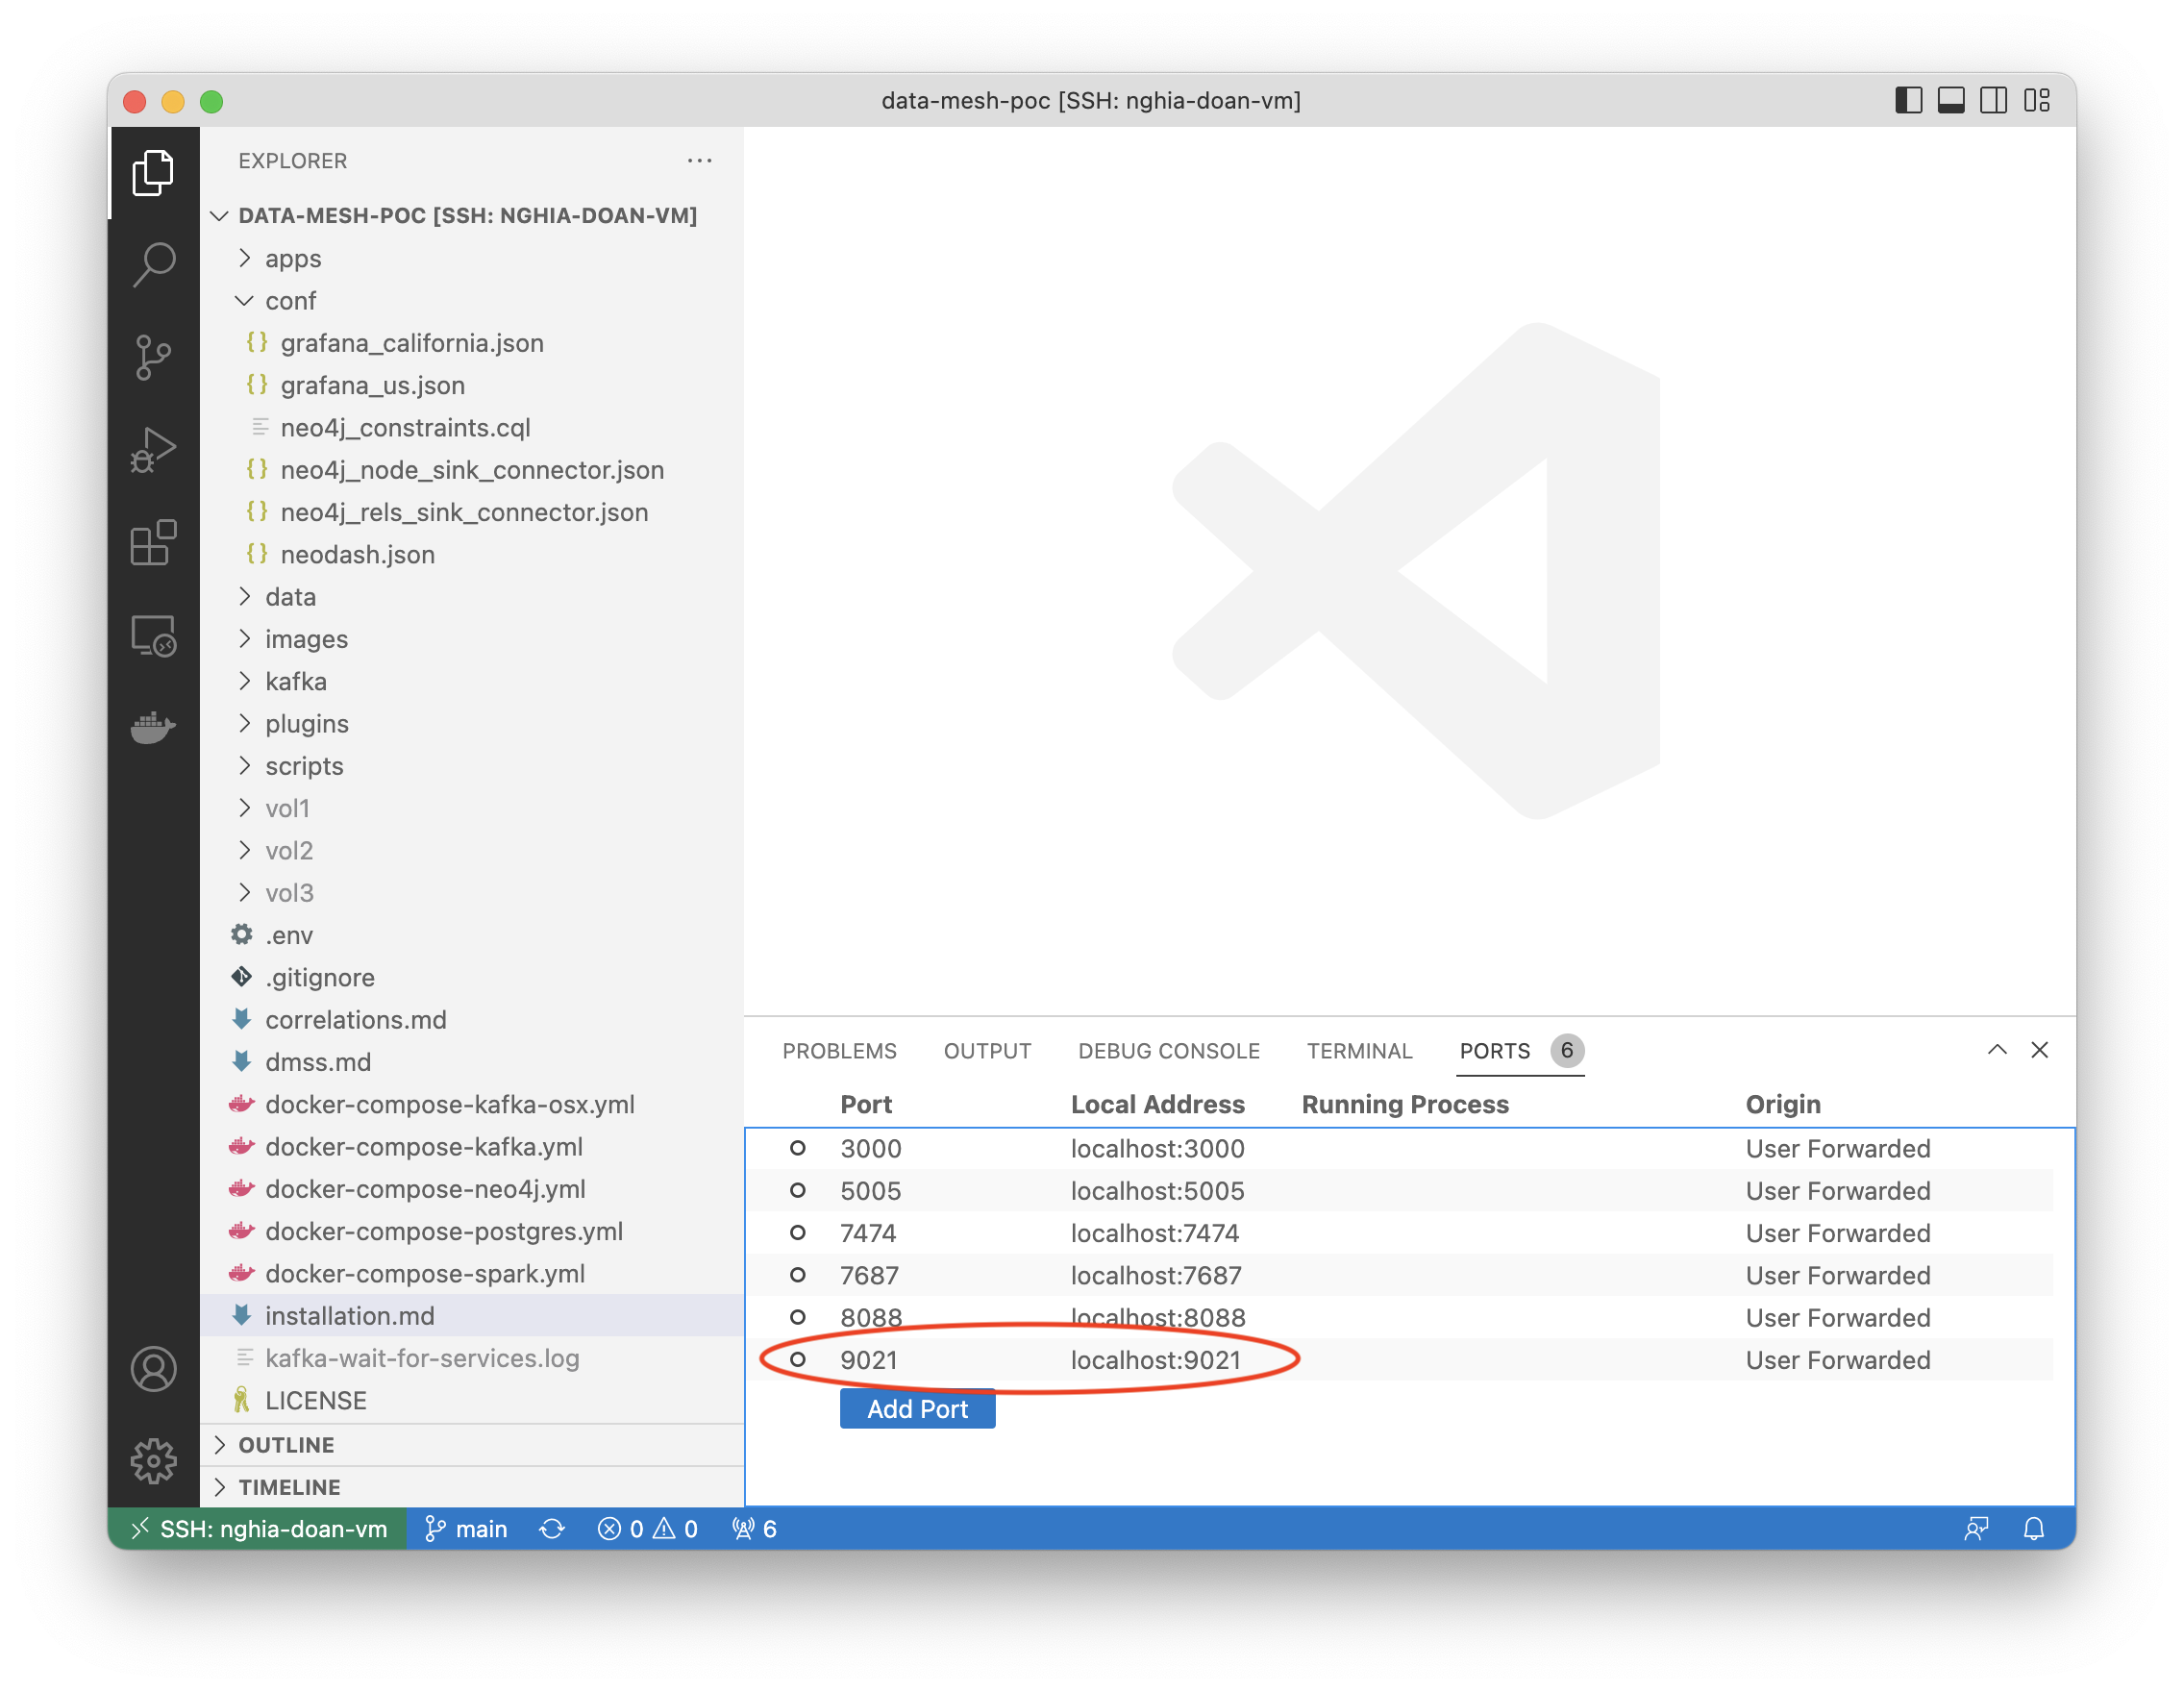 data-mesh-poc [SSH: nghia-doan-vm]
EXPLORER
DATA-MESH-POC [SSH: NGHIA-DOAN-VM]
apps
conf
grafana_california.json
grafana_us.json
neo4j_constraints.cql
neo4j_node_sink_connector.json
neo4j_rels_sink_connector.json
neodash.json
data
images
kafka
plugins
scripts
vol1
vol2
vol3
.env
.gitignore
correlations.md
dmss.md
docker-compose-kafka-osx.yml
docker-compose-kafka.yml
docker-compose-neo4j.yml
docker-compose-postgres.yml
docker-compose-spark.yml
installation.md
kafka-wait-for-services.log
LICENSE
OUTLINE
TIMELINE
PROBLEMS OUTPUT DEBUG CONSOLE TERMINAL PORTS 6
Port Local Address Running Process Origin
3000 localhost:3000 User Forwarded
5005 localhost:5005 User Forwarded
7474 localhost:7474 User Forwarded
7687 localhost:7687 User Forwarded
8088 localhost:8088 User Forwarded
9021 localhost:9021 User Forwarded
Add Port
SSH: nghia-doan-vm main 0 0 6